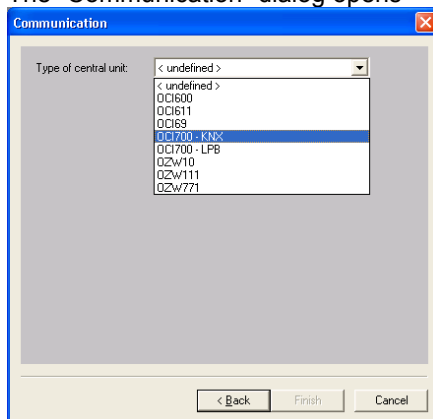 The "Communication" dialog opens
Communication
Type of central unit: < undefined >
< undefined >
OCI600
OCI611
OCI69
OCI700 - KNX
OCI700 - LPB
OZW10
OZW111
OZW771
< Back Finish Cancel